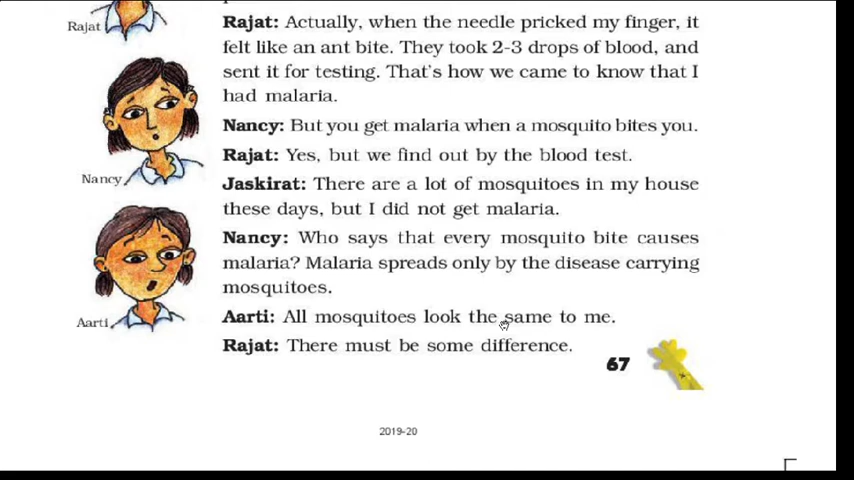 Rajat
Rajat: Actually, when the needle pricked my finger, it
felt like an ant bite. They took 2-3 drops of blood, and
sent it for testing. That's how we came to know that I
had malaria.
Nancy: But you get malaria when a mosquito bites you.
Rajat: Yes, but we find out by the blood test.
Nancy
Jaskirat: There are a lot of mosquitoes in my house
these days, but I did not get malaria.
Nancy: Who says that every mosquito bite causes
malaria? Malaria spreads only by the disease carrying
mosquitoes.
Aarti: All mosquitoes look the same to me.
Aarti
Rajat: There must be some difference.
67
2019-20